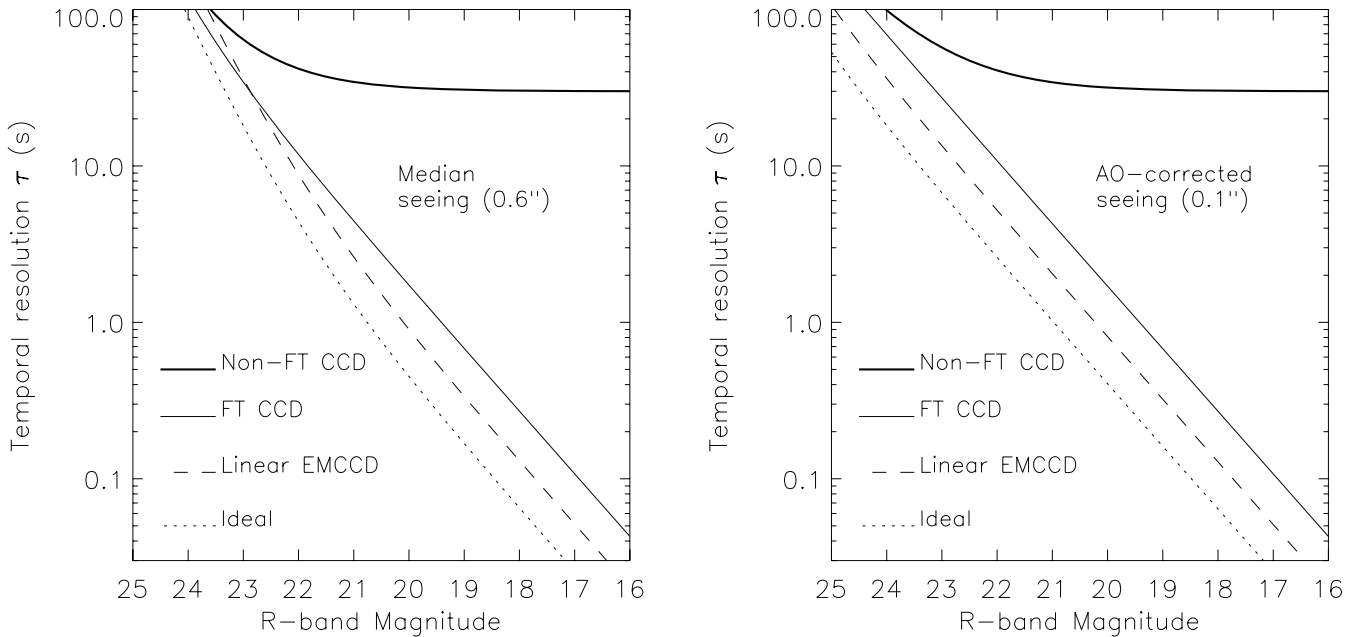 100.0
10.0
1.0
0.1
Temporal resolution τ (s)
Median
seeing (0.6")
Non-FT CCD
FT CCD
Linear EMCCD
Ideal
25 24 23 22 21 20 19 18 17 16
R-band Magnitude
100.0
10.0
1.0
0.1
Temporal resolution τ (s)
AO-corrected
seeing (0.1")
Non-FT CCD
FT CCD
Linear EMCCD
Ideal
25 24 23 22 21 20 19 18 17 16
R-band Magnitude